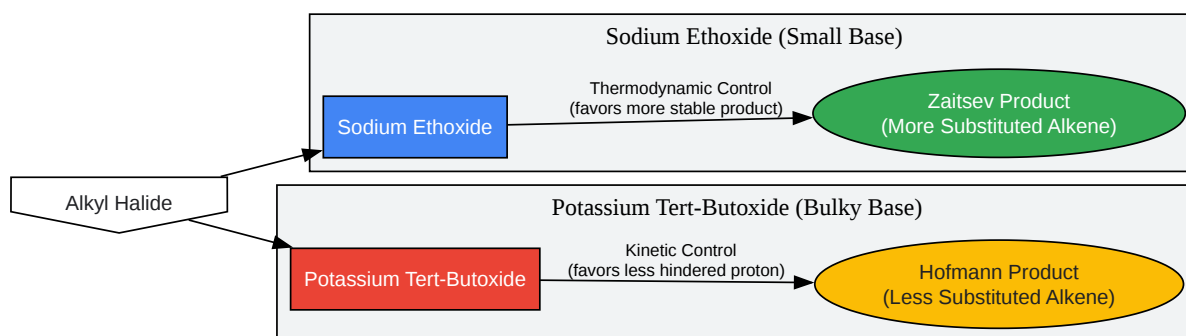 Sodium Ethoxide (Small Base)
Thermodynamic Control
(favors more stable product)
Sodium Ethoxide
Zaitsev Product
(More Substituted Alkene)
Alkyl Halide
Potassium Tert-Butoxide (Bulky Base)
Kinetic Control
(favors less hindered proton)
Potassium Tert-Butoxide
Hofmann Product
(Less Substituted Alkene)